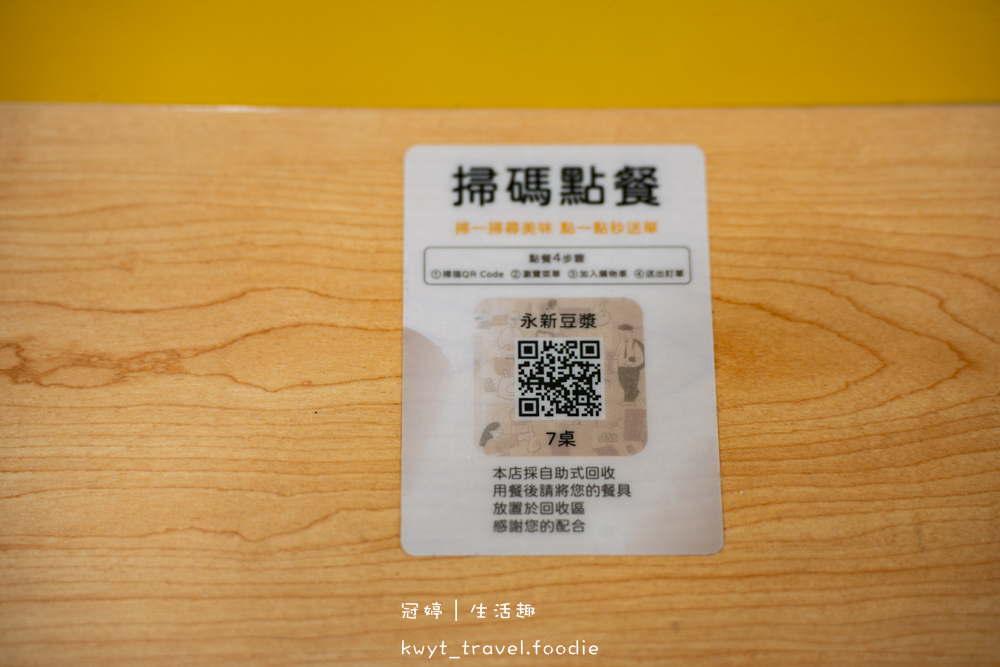 掃碼點餐
掃一掃尋美味 點一點秒送單
點餐4步驟
①掃描QR Code ②瀏覽菜單 ③加入購物車 ④送出訂單
永新豆漿
7桌
本店採自助式回收
用餐後請將您的餐具
放置於回收區
感謝您的配合
冠婷|生活趣
kwyt_travel.foodie